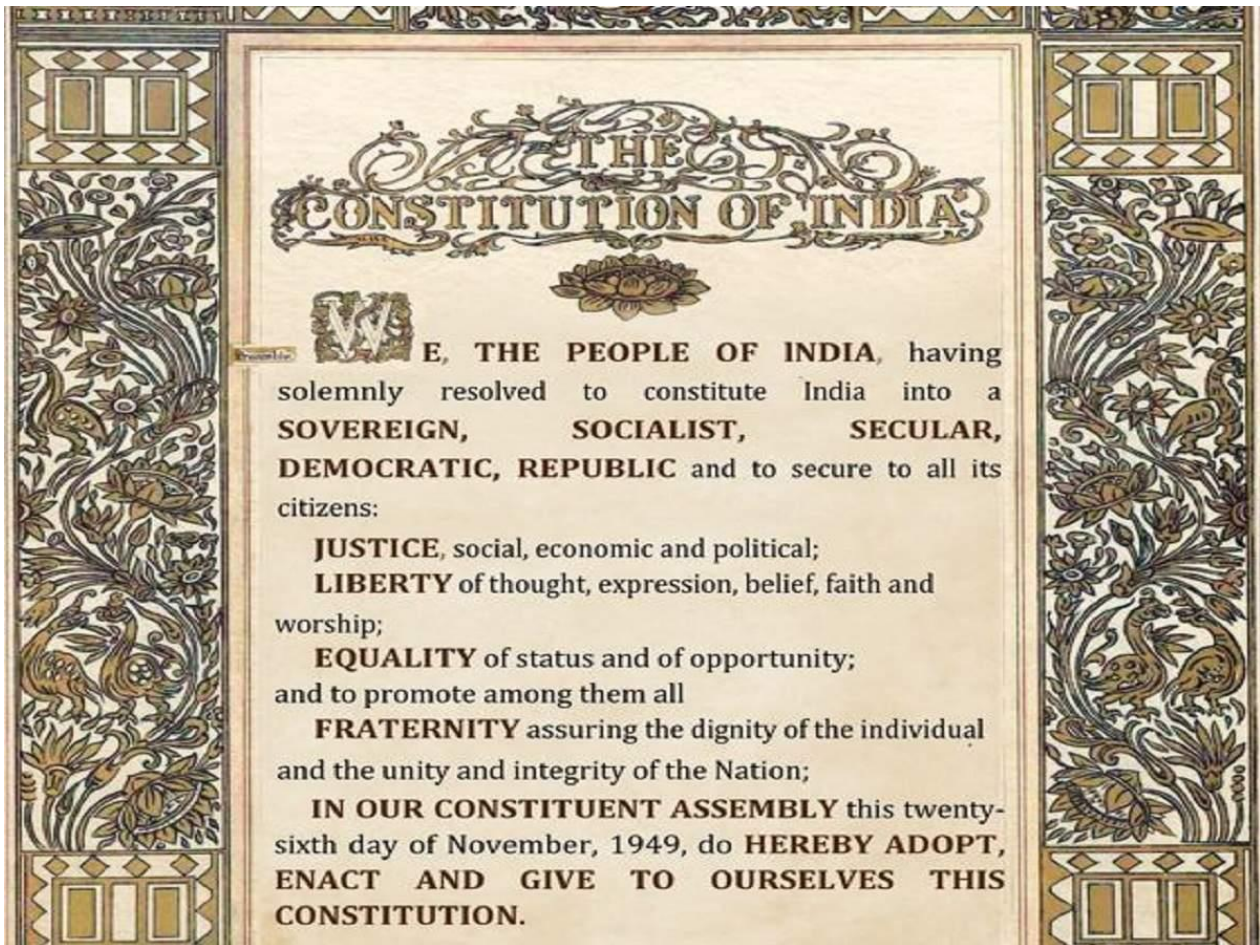 THE
CONSTITUTION OF INDIA
Preamble
WE, THE PEOPLE OF INDIA, having
solemnly resolved to constitute India into a
SOVEREIGN, SOCIALIST, SECULAR,
DEMOCRATIC, REPUBLIC and to secure to all its
citizens:
JUSTICE, social, economic and political;
LIBERTY of thought, expression, belief, faith and
worship;
EQUALITY of status and of opportunity;
and to promote among them all
FRATERNITY assuring the dignity of the individual
and the unity and integrity of the Nation;
IN OUR CONSTITUENT ASSEMBLY this twenty-
sixth day of November, 1949, do HEREBY ADOPT,
ENACT AND GIVE TO OURSELVES THIS
CONSTITUTION.